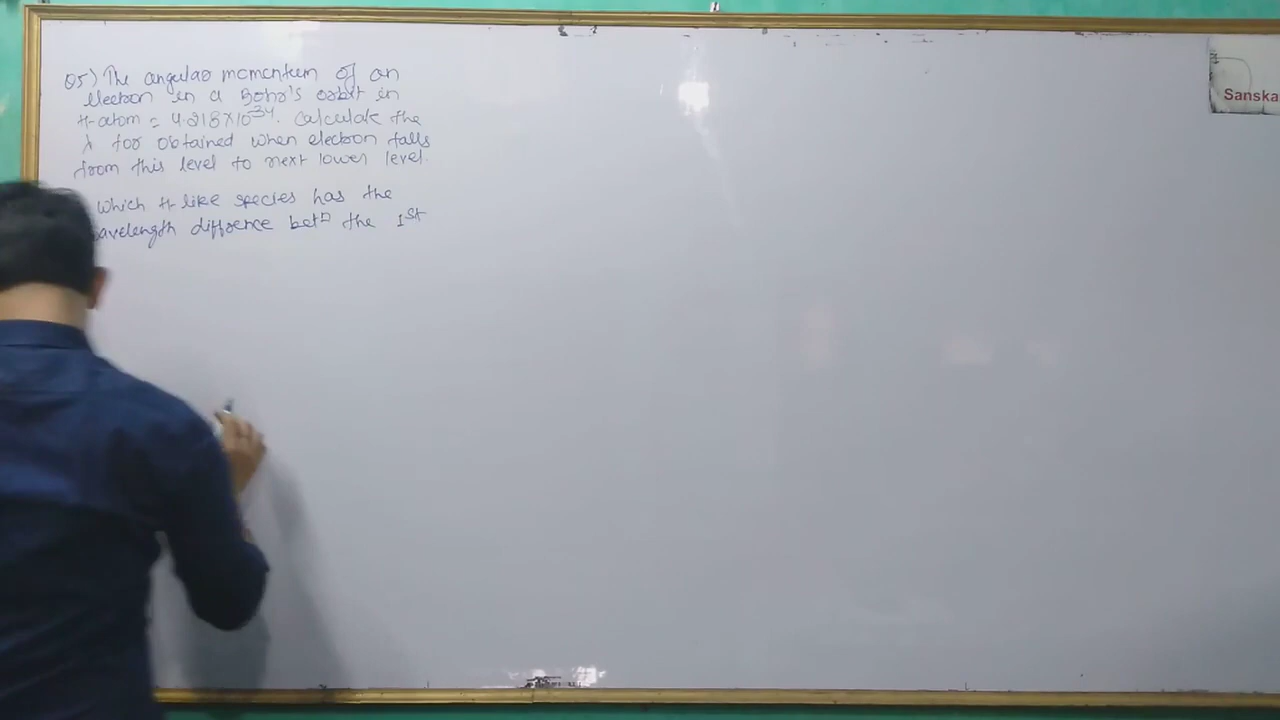 Q5) The angular momentum of an
electron in a Bohr's orbit in
H-atom = 4.218×10^-34. Calculate the
λ for obtained when electron falls
from this level to next lower level.
Which H like species has the
wavelength diffrence betⁿ the 1st
Sanska